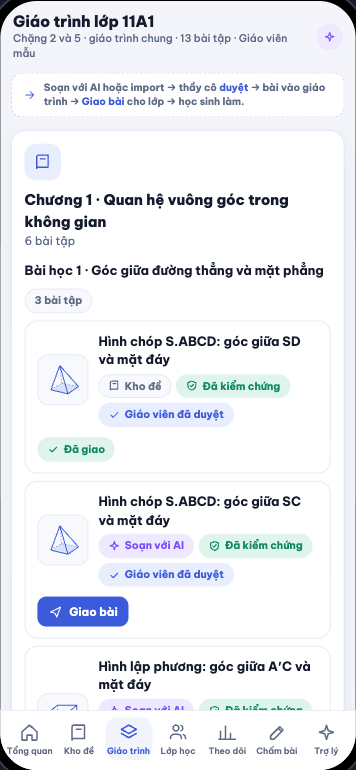 Giáo trình lớp 11A1
Chặng 2 và 5 · giáo trình chung · 13 bài tập · Giáo viên
mẫu
Soạn với AI hoặc import → thầy cô duyệt → bài vào giáo
trình → Giao bài cho lớp → học sinh làm.
Chương 1 · Quan hệ vuông góc trong
không gian
6 bài tập
Bài học 1 · Góc giữa đường thẳng và mặt phẳng
3 bài tập
Hình chóp S.ABCD: góc giữa SD
và mặt đáy
Kho đề Đã kiểm chứng
Giáo viên đã duyệt
Đã giao
Hình chóp S.ABCD: góc giữa SC
và mặt đáy
Soạn với AI Đã kiểm chứng
Giáo viên đã duyệt
Giao bài
Hình lập phương: góc giữa A’C và
mặt đáy
Soạn với AI Đã kiểm chứng
Tổng quan Kho đề Giáo trình Lớp học Theo dõi Chấm bài Trợ lý